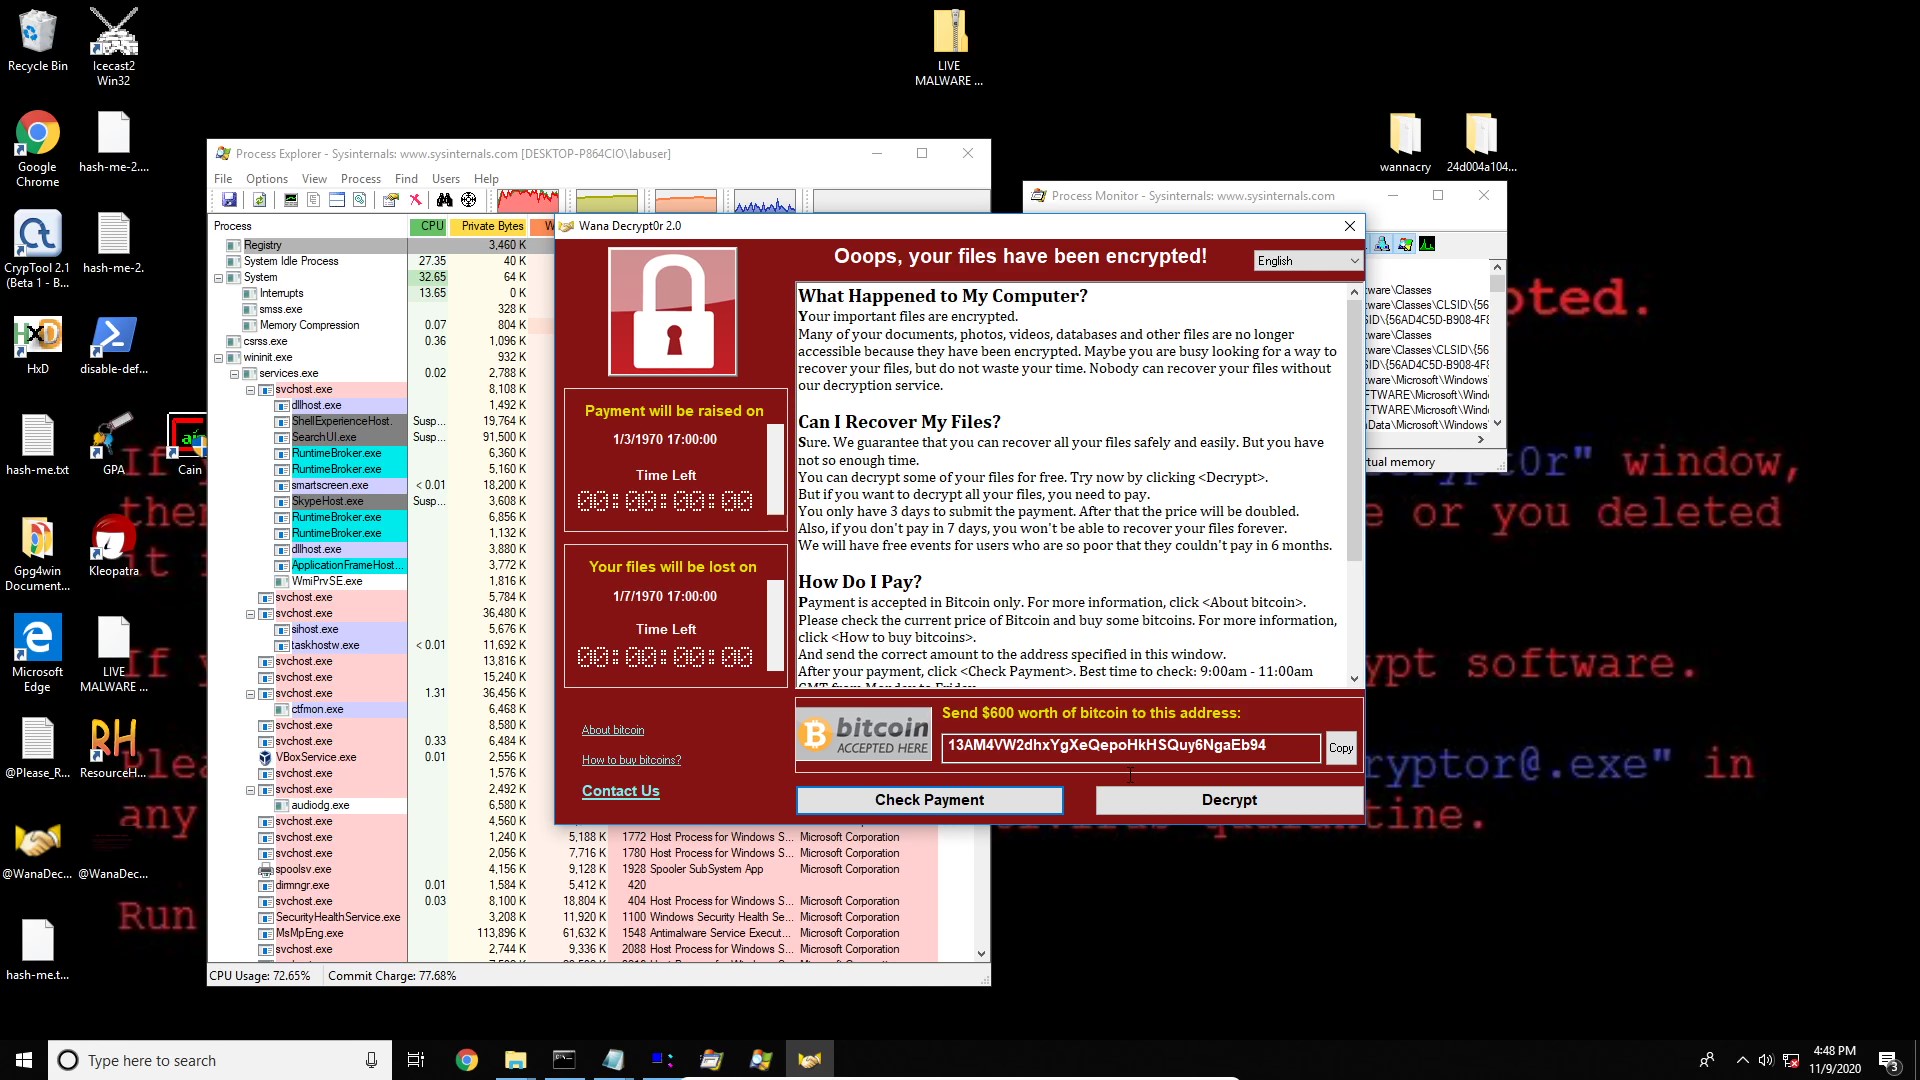 Recycle Bin
Icecast2
Win32
Google
Chrome
hash-me-2....
CrypTool 2.1
(Beta 1 - B...
hash-me-2.
HxD
disable-def...
hash-me.txt
GPA
Cain
Gpg4win
Document...
Kleopatra
Microsoft
Edge
LIVE
MALWARE ...
@Please_R...
ResourceH...
@WanaDec...
@WanaDec...
hash-me.t...
LIVE
MALWARE ...
wannacry
24d004a104...
Process Explorer - Sysinternals: www.sysinternals.com [DESKTOP-P864CIO\labuser]
File Options View Process Find Users Help
Process CPU Private Bytes W
Registry 3,460 K
System Idle Process 27.35 40 K
System 32.65 64 K
Interrupts 13.65 0 K
smss.exe 328 K
Memory Compression 0.07 804 K
csrss.exe 0.36 1,096 K
wininit.exe 932 K
services.exe 0.02 2,788 K
svchost.exe 8,108 K
dllhost.exe 1,492 K
ShellExperienceHost. Susp... 19,764 K
SearchUI.exe Susp... 91,500 K
RuntimeBroker.exe 6,360 K
RuntimeBroker.exe 5,160 K
smartscreen.exe < 0.01 18,200 K
SkypeHost.exe Susp... 3,608 K
RuntimeBroker.exe 6,856 K
RuntimeBroker.exe 1,132 K
dllhost.exe 3,880 K
ApplicationFrameHost... 3,772 K
WmiPrvSE.exe 1,816 K
svchost.exe 5,784 K
svchost.exe 36,480 K
sihost.exe 5,676 K
taskhostw.exe < 0.01 11,692 K
svchost.exe 13,816 K
svchost.exe 15,240 K
svchost.exe 1.31 36,456 K
ctfmon.exe 6,468 K
svchost.exe 8,580 K
svchost.exe 0.33 6,484 K
VBoxService.exe 0.01 2,556 K
svchost.exe 1,576 K
svchost.exe 2,492 K
audiodg.exe 6,580 K
svchost.exe 4,560 K
svchost.exe 1,240 K 5,188 K 1772 Host Process for Windows S... Microsoft Corporation
svchost.exe 2,056 K 7,716 K 1780 Host Process for Windows S... Microsoft Corporation
spoolsv.exe 4,156 K 9,128 K 1928 Spooler SubSystem App Microsoft Corporation
dirmngr.exe 0.01 1,584 K 5,412 K 420
svchost.exe 0.03 8,100 K 18,804 K 404 Host Process for Windows S... Microsoft Corporation
SecurityHealthService.exe 3,208 K 11,920 K 1100 Windows Security Health Se... Microsoft Corporation
MsMpEng.exe 113,896 K 61,632 K 1548 Antimalware Service Execut... Microsoft Corporation
svchost.exe 2,744 K 9,336 K 2088 Host Process for Windows S... Microsoft Corporation
CPU Usage: 72.65% Commit Charge: 77.68%
Wana Decrypt0r 2.0
Ooops, your files have been encrypted!
English
Payment will be raised on
1/3/1970 17:00:00
Time Left
00:00:00:00
Your files will be lost on
1/7/1970 17:00:00
Time Left
00:00:00:00
About bitcoin
How to buy bitcoins?
Contact Us
What Happened to My Computer?
Your important files are encrypted.
Many of your documents, photos, videos, databases and other files are no longer
accessible because they have been encrypted. Maybe you are busy looking for a way to
recover your files, but do not waste your time. Nobody can recover your files without
our decryption service.
Can I Recover My Files?
Sure. We guarantee that you can recover all your files safely and easily. But you have
not so enough time.
You can decrypt some of your files for free. Try now by clicking <Decrypt>.
But if you want to decrypt all your files, you need to pay.
You only have 3 days to submit the payment. After that the price will be doubled.
Also, if you don't pay in 7 days, you won't be able to recover your files forever.
We will have free events for users who are so poor that they couldn't pay in 6 months.
How Do I Pay?
Payment is accepted in Bitcoin only. For more information, click <About bitcoin>.
Please check the current price of Bitcoin and buy some bitcoins. For more information,
click <How to buy bitcoins>.
And send the correct amount to the address specified in this window.
After your payment, click <Check Payment>. Best time to check: 9:00am - 11:00am
GMT from Monday to Friday
bitcoin
ACCEPTED HERE
Send $600 worth of bitcoin to this address:
13AM4VW2dhxYgXeQepoHkHSQuy6NgaEb94
Copy
Check Payment
Decrypt
Process Monitor - Sysinternals: www.sysinternals.com
tware\Classes
tware\Classes\CLSID\{56
SID\{56AD4C5D-B908-4F8
tware\Classes
tware\Classes\CLSID\{56
SID\{56AD4C5D-B908-4F8
tware\Microsoft\Windows
FTWARE\Microsoft\Windo
FTWARE\Microsoft\Windo
nData\Microsoft\Windows
rtual memory
pted.
If y
crypt0r" window,
then
e or you deleted
it
If y
ypt software.
Plea
ryptor@.exe" in
any
virus quarantine.
Run
Type here to search
4:48 PM
11/9/2020
3